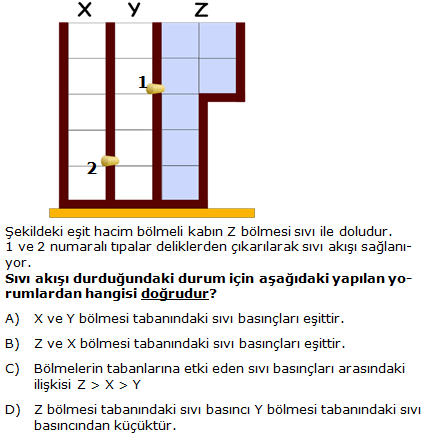 X Y Z
1
2
Şekildeki eşit hacim bölmeli kabın Z bölmesi sıvı ile doludur.
1 ve 2 numaralı tıpalar deliklerden çıkarılarak sıvı akışı sağlanı-
yor.
Sıvı akışı durduğundaki durum için aşağıdaki yapılan yo-
rumlardan hangisi doğrudur?
A) X ve Y bölmesi tabanındaki sıvı basınçları eşittir.
B) Z ve X bölmesi tabanındaki sıvı basınçları eşittir.
C) Bölmelerin tabanlarına etki eden sıvı basınçları arasındaki
ilişkisi Z > X > Y
D) Z bölmesi tabanındaki sıvı basıncı Y bölmesi tabanındaki sıvı
basıncından küçüktür.